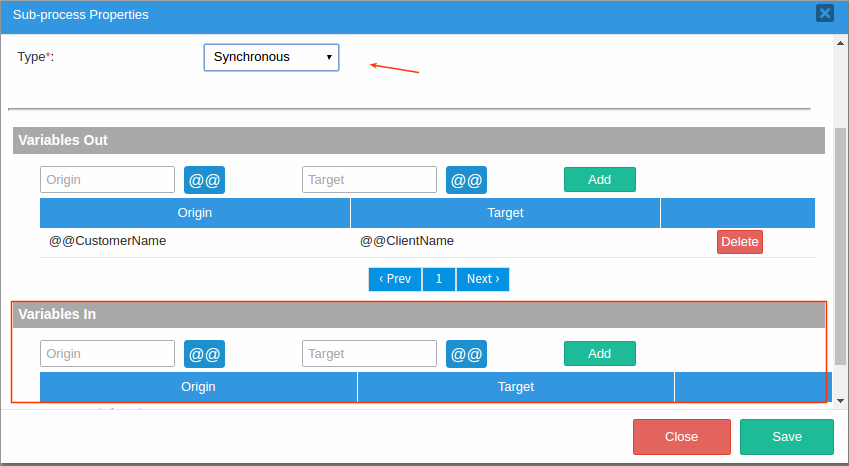 Sub-process Properties
Type*:
Synchronous
Variables Out
Origin @@ Target @@ Add
Origin Target
@@CustomerName @@ClientName Delete
‹ Prev 1 Next ›
Variables In
Origin @@ Target @@ Add
Origin Target
Close Save